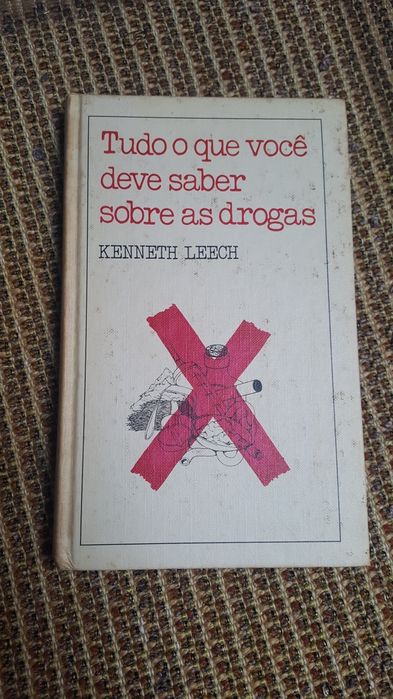 Tudo o que você
deve saber
sobre as drogas
KENNETH LEECH